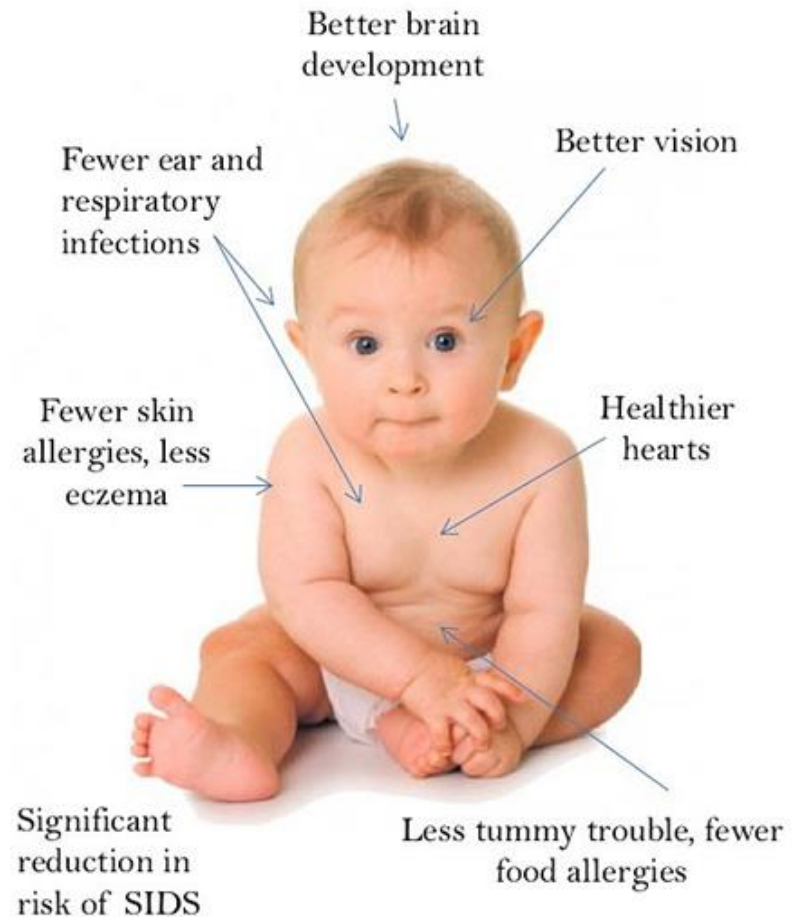 Better brain
development
Better vision
Fewer ear and
respiratory
infections
Fewer skin
allergies, less
eczema
Healthier
hearts
Less tummy trouble, fewer
food allergies
Significant
reduction in
risk of SIDS